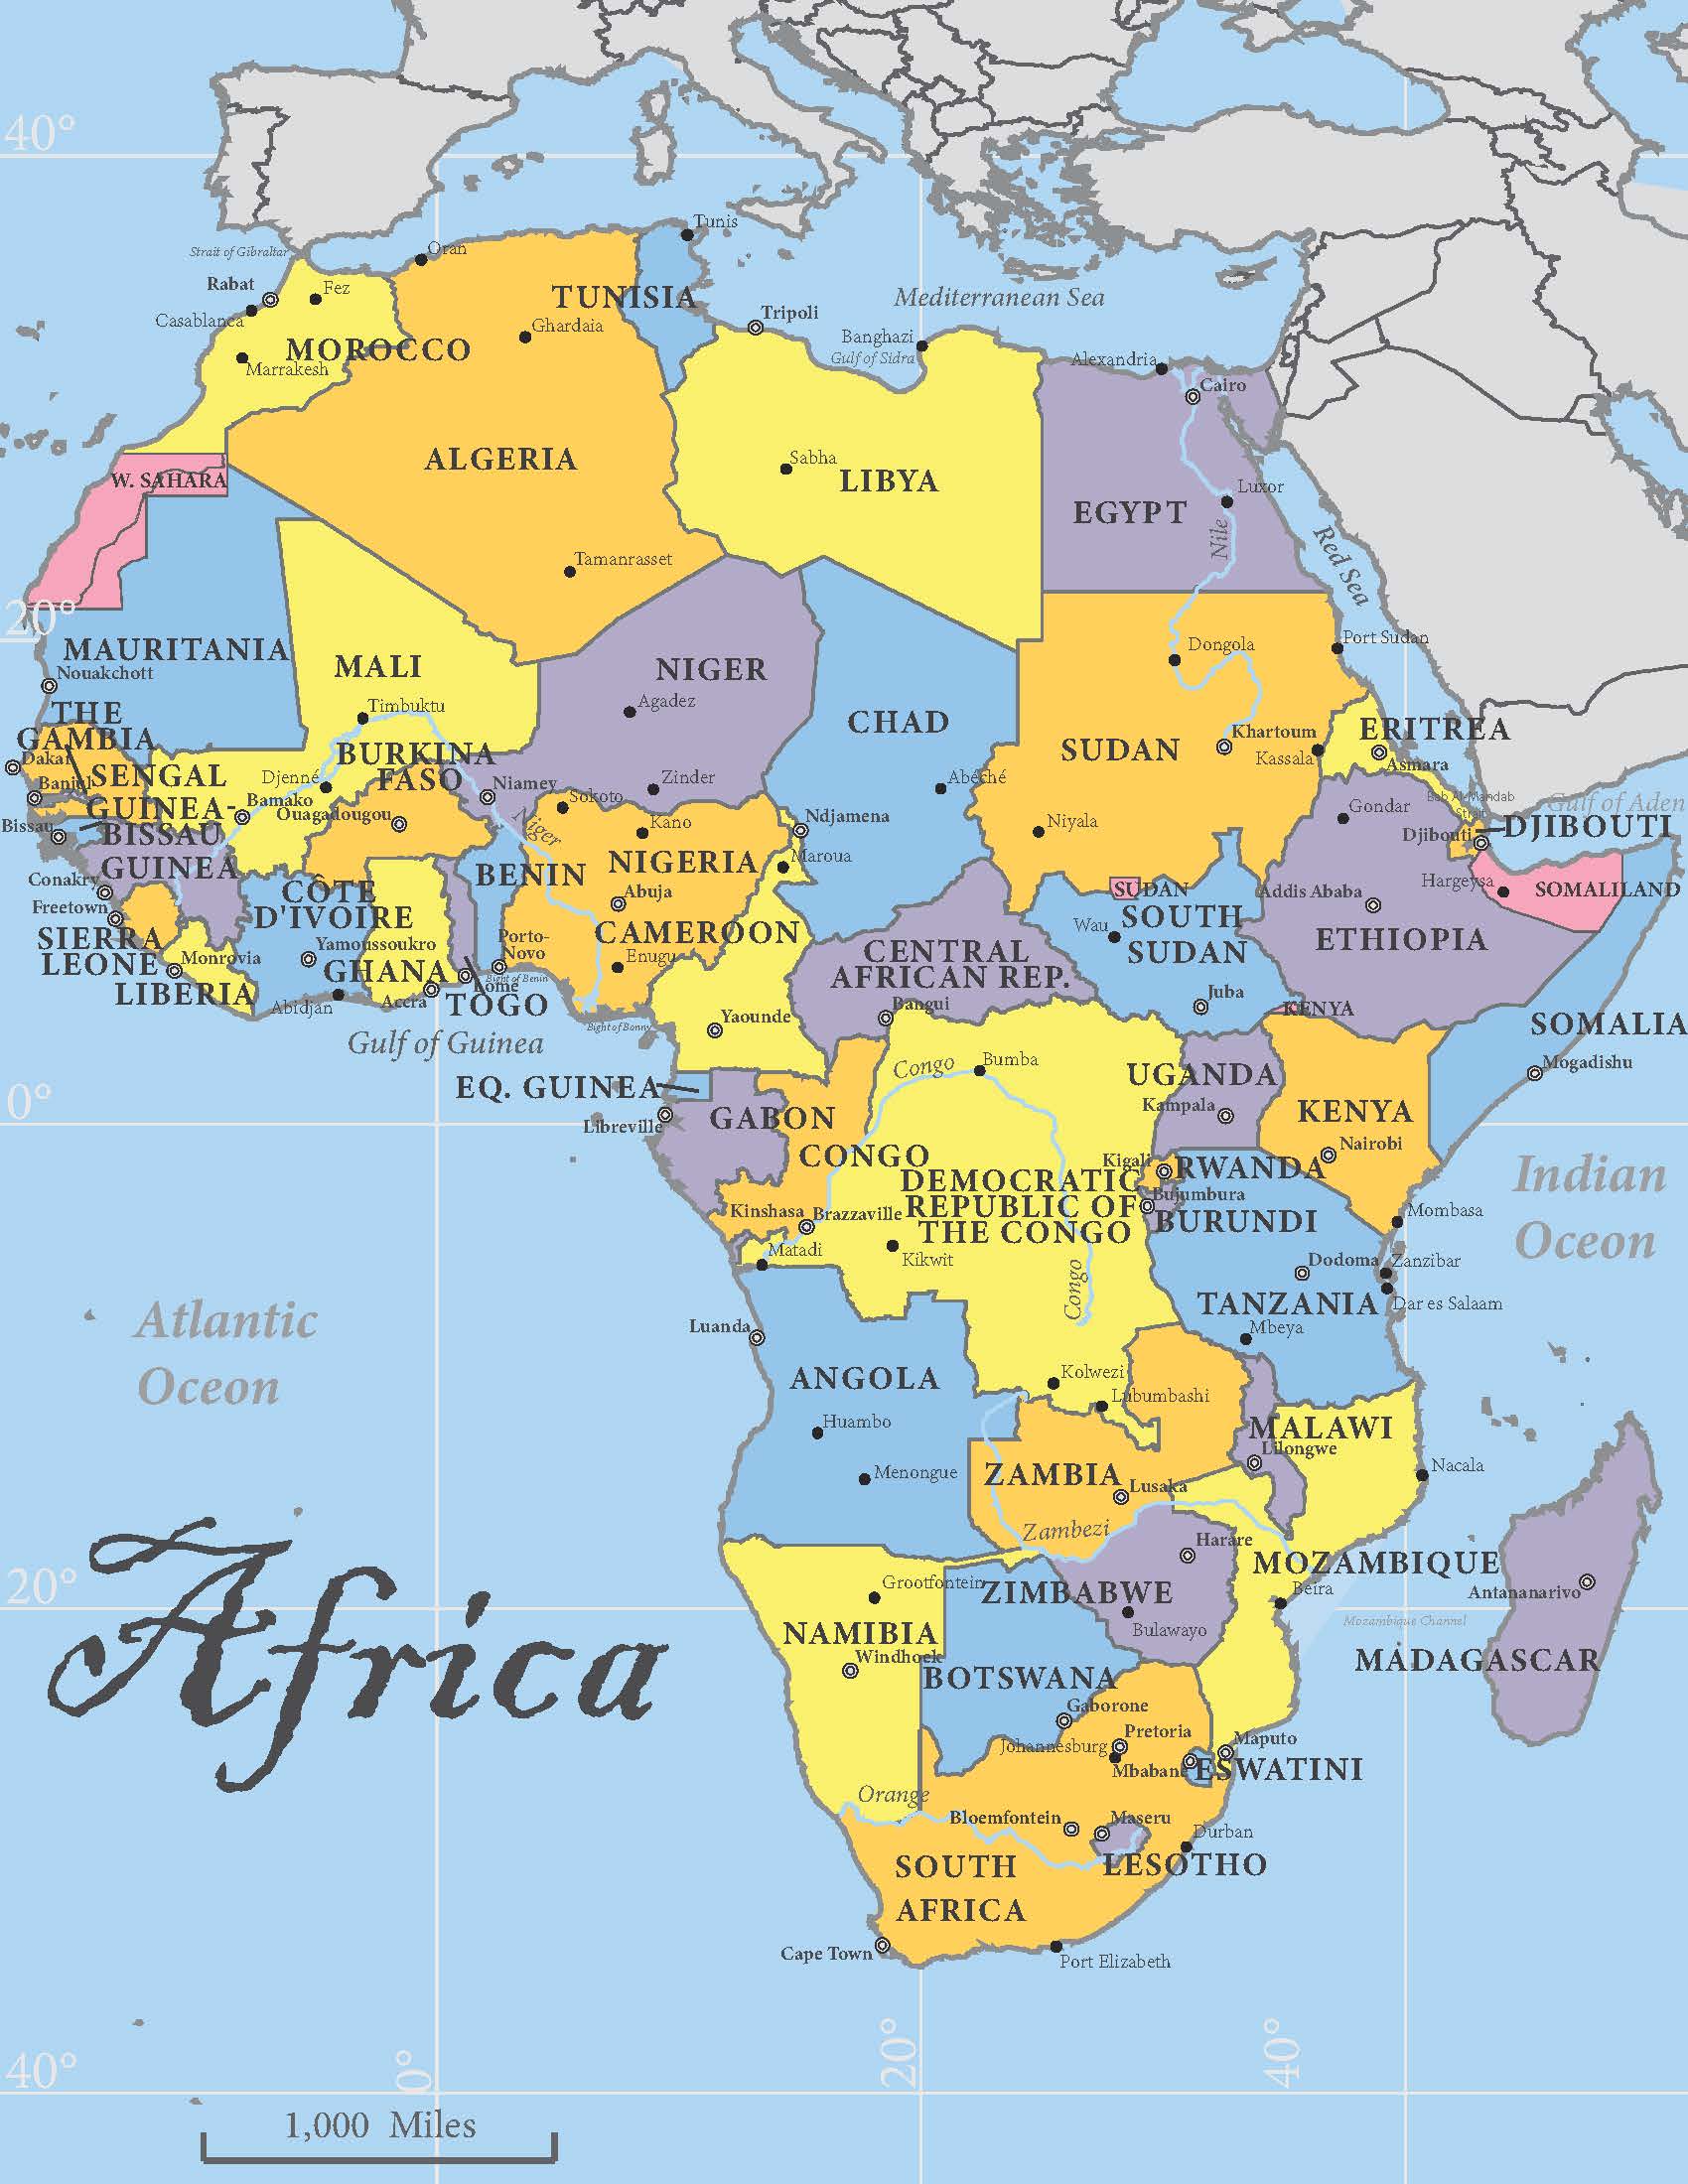 40°
Tunis
Oran
Strait of Gibraltar
Rabat
Fez
TUNISIA
Mediterranean Sea
Casablanca
Ghardaia
Tripoli
Banghazi
MOROCCO
Gulf of Sidra
Alexandria
Marrakesh
Cairo
ALGERIA
Sabha
W. SAHARA
LIBYA
Luxor
EGYPT
Nile
Red Sea
Tamanrasset
20°
MAURITANIA
Dongola
Port Sudan
MALI
NIGER
Nouakchott
Agadez
Timbuktu
THE
GAMBIA
CHAD
ERITREA
Khartoum
BURKINA
FASO
SUDAN
Kassala
Asmara
Dakar
Banjul
SENGAL
Djenné
Niamey
Zinder
Abéché
Sokoto
Bab Al-Mandab
Strait
Gulf of Aden
GUINEA-
BISSAU
Bamako
Ouagadougou
Gondar
Bissau
Niger
Kano
Ndjamena
Niyala
Djibouti
DJIBOUTI
GUINEA
BENIN
NIGERIA
Maroua
Conakry
CÔTE
D'IVOIRE
Abuja
SUDAN
Addis Ababa
Hargeysa
SOMALILAND
Freetown
SOUTH
SUDAN
Wau
SIERRA
LEONE
Yamoussoukro
Porto-
Novo
CAMEROON
CENTRAL
AFRICAN REP.
ETHIOPIA
Monrovia
GHANA
Enugu
Bight of Benin
Lome
LIBERIA
Abidjan
Accra
TOGO
Juba
Bangui
KENYA
Yaounde
Bight of Bonny
SOMALIA
Gulf of Guinea
Congo
Bumba
Mogadishu
EQ. GUINEA
UGANDA
0°
GABON
Kampala
KENYA
Libreville
Nairobi
CONGO
Kigali
RWANDA
Indian
Ocean
DEMOCRATIC
REPUBLIC OF
THE CONGO
Bujumbura
Kinshasa
Brazzaville
BURUNDI
Mombasa
Matadi
Kikwit
Dodoma
Zanzibar
Congo
TANZANIA
Dar es Salaam
Atlantic
Ocean
Luanda
Mbeya
ANGOLA
Kolwezi
Lubumbashi
Huambo
MALAWI
Lilongwe
Menongue
ZAMBIA
Nacala
Lusaka
Zambezi
Harare
MOZAMBIQUE
20°
Grootfontein
ZIMBABWE
Beira
Antananarivo
Africa
NAMIBIA
Bulawayo
Mozambique Channel
Windhoek
BOTSWANA
MADAGASCAR
Gaborone
Pretoria
Johannesburg
Maputo
Mbabane
ESWATINI
Orange
Bloemfontein
Maseru
Durban
SOUTH
AFRICA
LESOTHO
Cape Town
Port Elizabeth
40°
0°
20°
40°
1,000 Miles